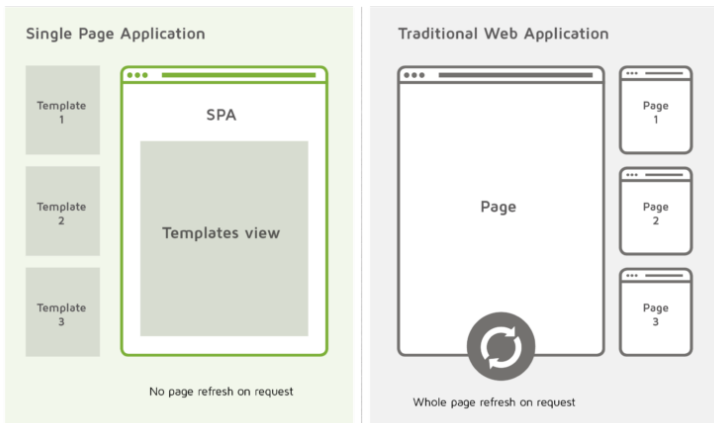 Single Page Application
Template
1
Template
2
Template
3
SPA
Templates view
No page refresh on request
Traditional Web Application
Page
Page
1
Page
2
Page
3
Whole page refresh on request